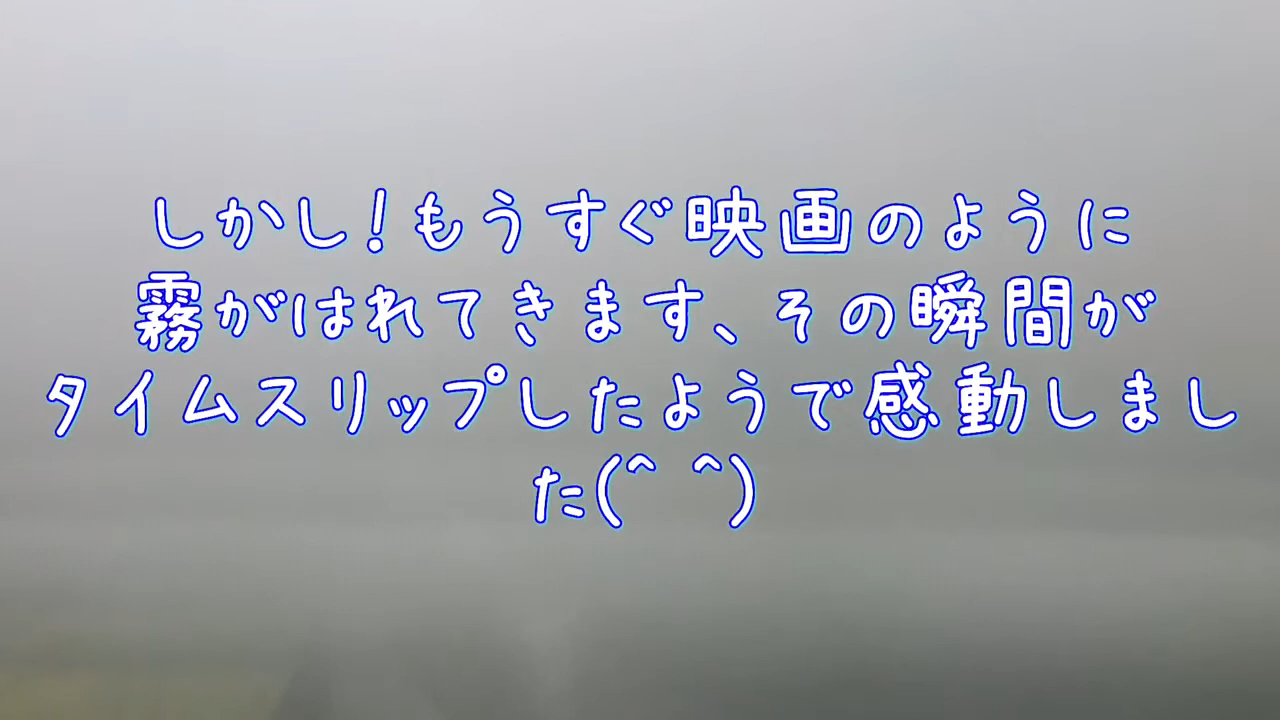 しかし！もうすぐ映画のように
霧がはれてきます、その瞬間が
タイムスリップしたようで感動しまし
た(^ ^)